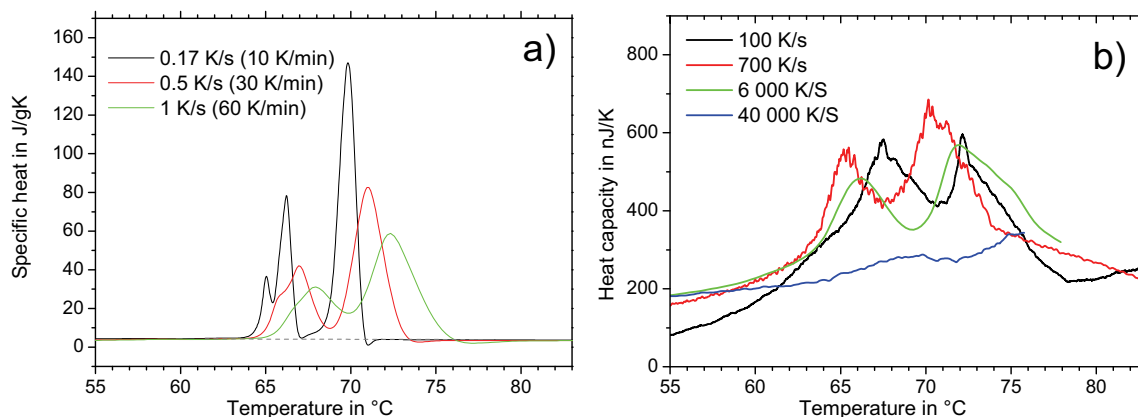 a)
0.17 K/s (10 K/min)
0.5 K/s (30 K/min)
1 K/s (60 K/min)
Specific heat in J/gK
160
140
120
100
80
60
40
20
0
55 60 65 70 75 80
Temperature in °C
b)
100 K/s
700 K/s
6 000 K/S
40 000 K/S
Heat capacity in nJ/K
800
600
400
200
0
55 60 65 70 75 80
Temperature in °C